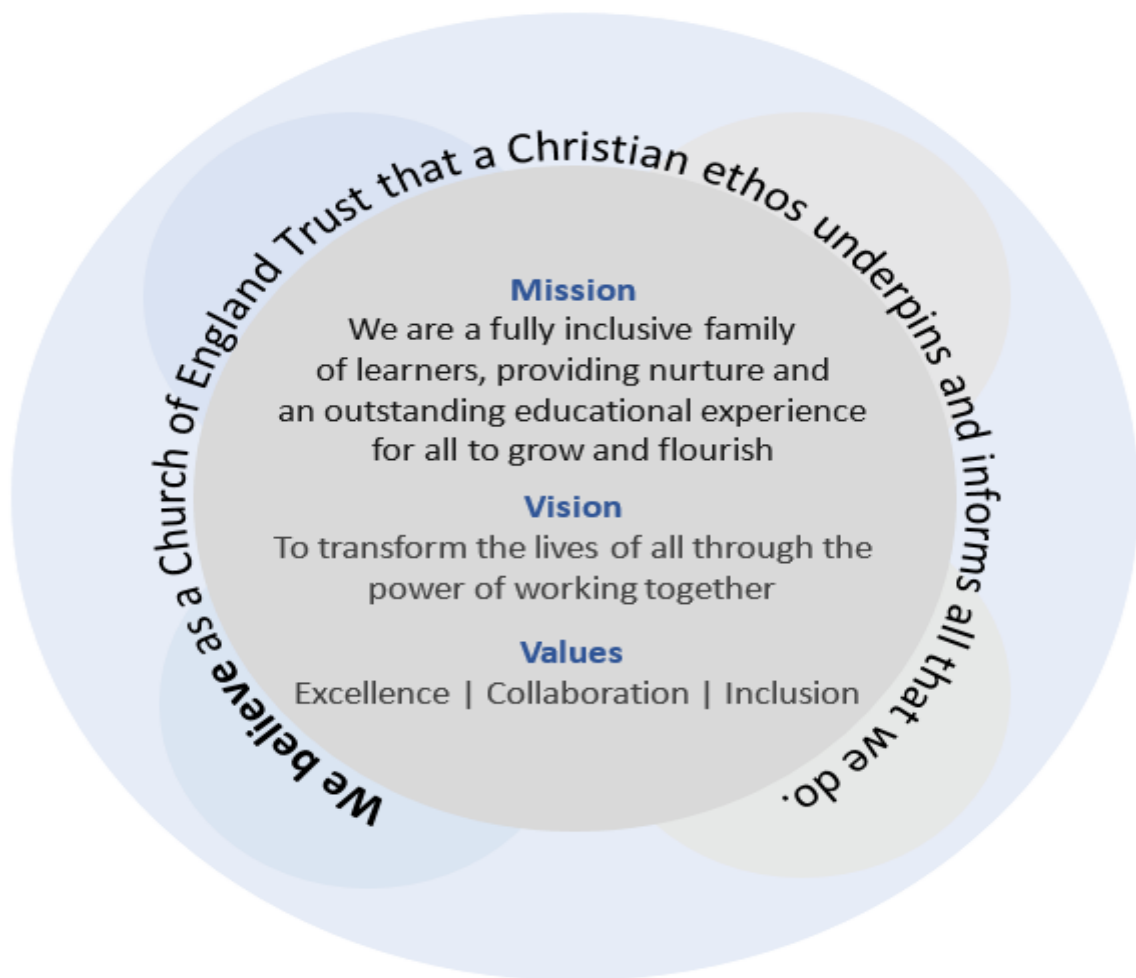 We believe as a Church of England Trust that a Christian ethos underpins and informs all that we do.
Mission
We are a fully inclusive family
of learners, providing nurture and
an outstanding educational experience
for all to grow and flourish
Vision
To transform the lives of all through the
power of working together
Values
Excellence | Collaboration | Inclusion